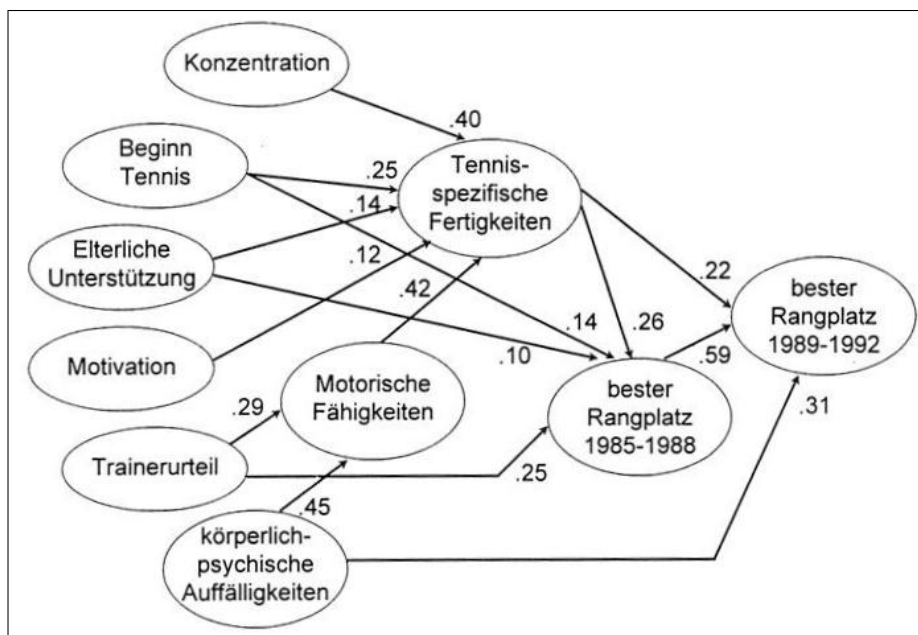 Konzentration
.40
Beginn
Tennis
.25
Tennis-
spezifische
Fertigkeiten
.14
Elterliche
Unterstützung
.12
.42
.22
bester
Rangplatz
1989-1992
.14
.26
.59
.10
Motivation
Motorische
Fähigkeiten
bester
Rangplatz
1985-1988
.29
.31
Trainerurteil
.25
.45
körperlich-
psychische
Auffälligkeiten